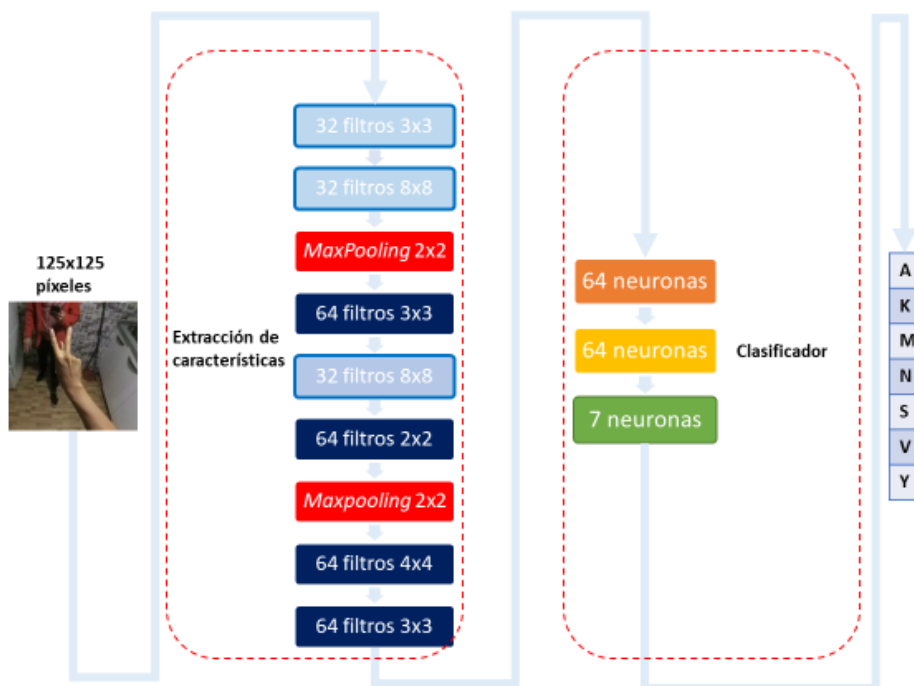 125x125
píxeles
Extracción de
características
32 filtros 3x3
32 filtros 8x8
MaxPooling 2x2
64 filtros 3x3
32 filtros 8x8
64 filtros 2x2
Maxpooling 2x2
64 filtros 4x4
64 filtros 3x3
64 neuronas
64 neuronas
7 neuronas
Clasificador
A
K
M
N
S
V
Y